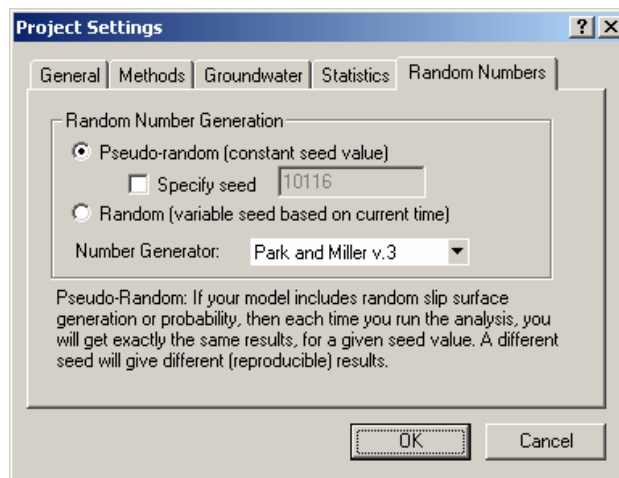 Project Settings
General Methods Groundwater Statistics Random Numbers
Random Number Generation
Pseudo-random (constant seed value)
Specify seed 10116
Random (variable seed based on current time)
Number Generator: Park and Miller v.3
Pseudo-Random: If your model includes random slip surface
generation or probability, then each time you run the analysis, you
will get exactly the same results, for a given seed value. A different
seed will give different (reproducible) results.
OK Cancel